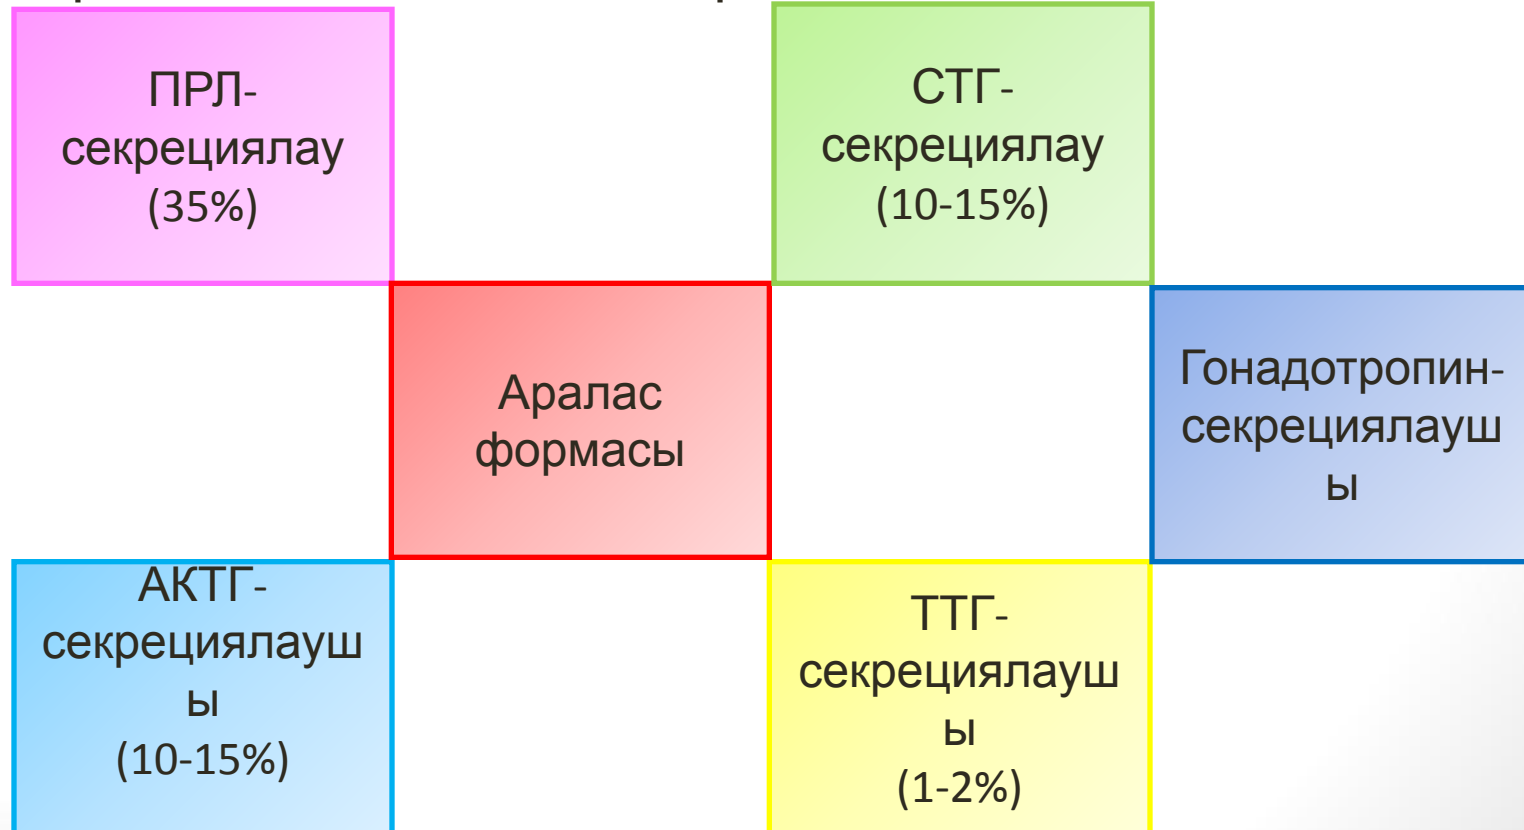 ПРЛ-
секрециялау
(35%)
СТГ-
секрециялау
(10-15%)
Аралас
формасы
Гонадотропин-
секрециялауш
ы
АКТГ-
секрециялауш
ы
(10-15%)
ТТГ-
секрециялауш
ы
(1-2%)